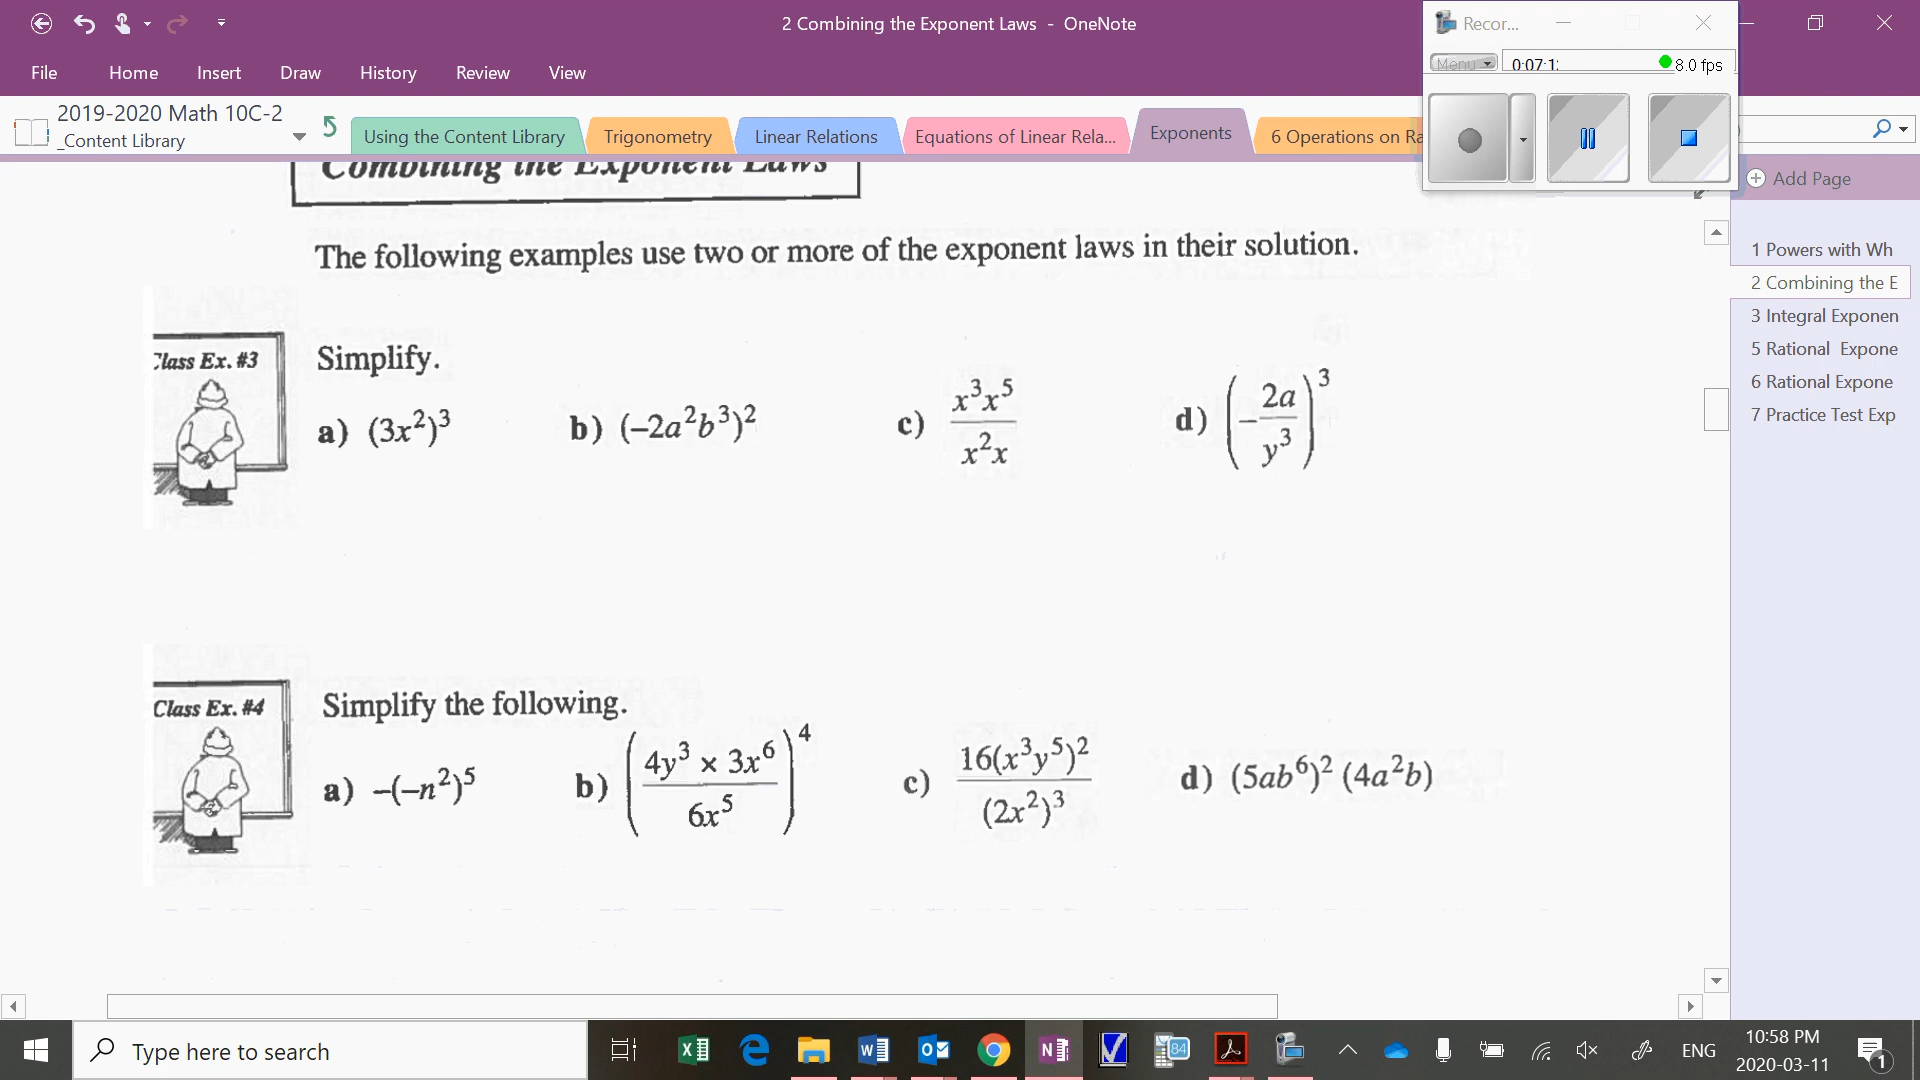 2 Combining the Exponent Laws - OneNote
Recor...
File Home Insert Draw History Review View
Menu 0:07:1 8.0 fps
2019-2020 Math 10C-2
_Content Library
Using the Content Library Trigonometry Linear Relations Equations of Linear Rela... Exponents 6 Operations on Ra
Add Page
Combining the Exponent Laws
The following examples use two or more of the exponent laws in their solution.
1 Powers with Wh
2 Combining the E
3 Integral Exponen
5 Rational Expone
6 Rational Expone
7 Practice Test Exp
Class Ex. #3
Simplify.
a) (3x²)³ b) (–2a²b³)² c) x³x⁵ / x²x d) (–2a / y³)³
Class Ex. #4
Simplify the following.
a) –(–n²)⁵ b) (4y³ × 3x⁶ / 6x⁵)⁴ c) 16(x³y⁵)² / (2x²)³ d) (5ab⁶)² (4a²b)
Type here to search
84
ENG
10:58 PM
2020-03-11
1